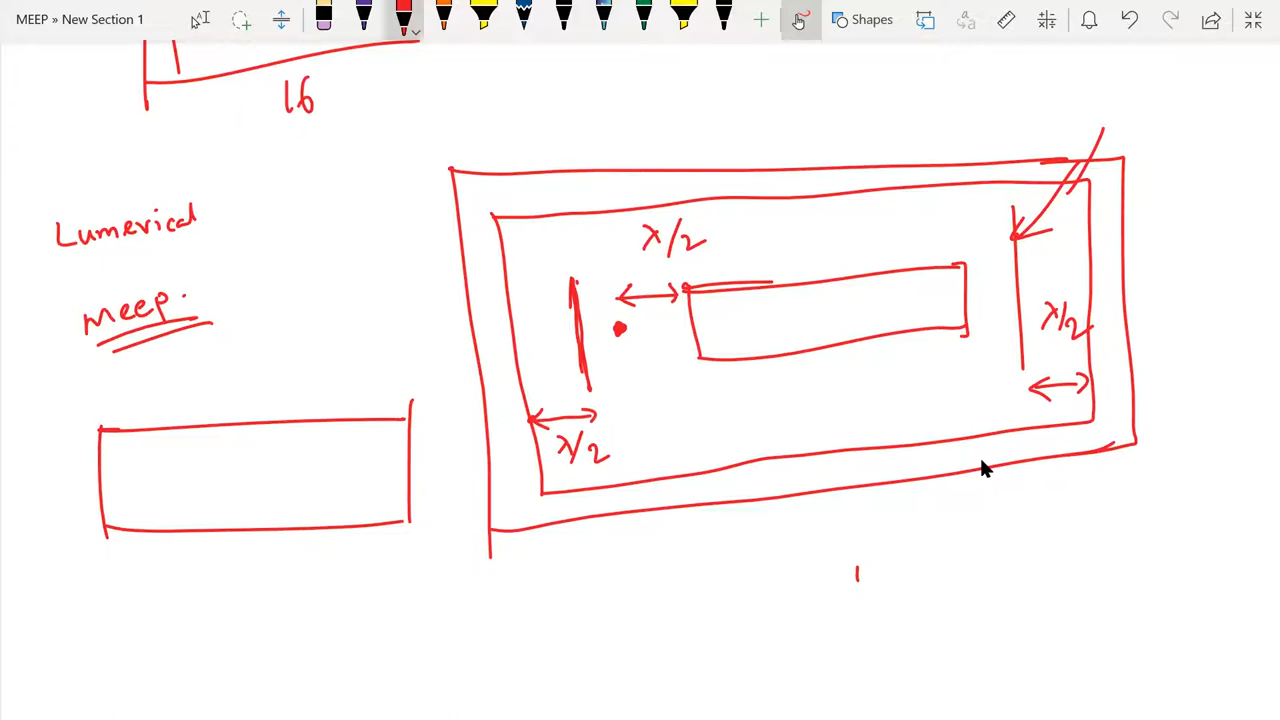 MEEP » New Section 1
Shapes
16
Lumerical
Meep.
λ/2
λ/2
λ/2